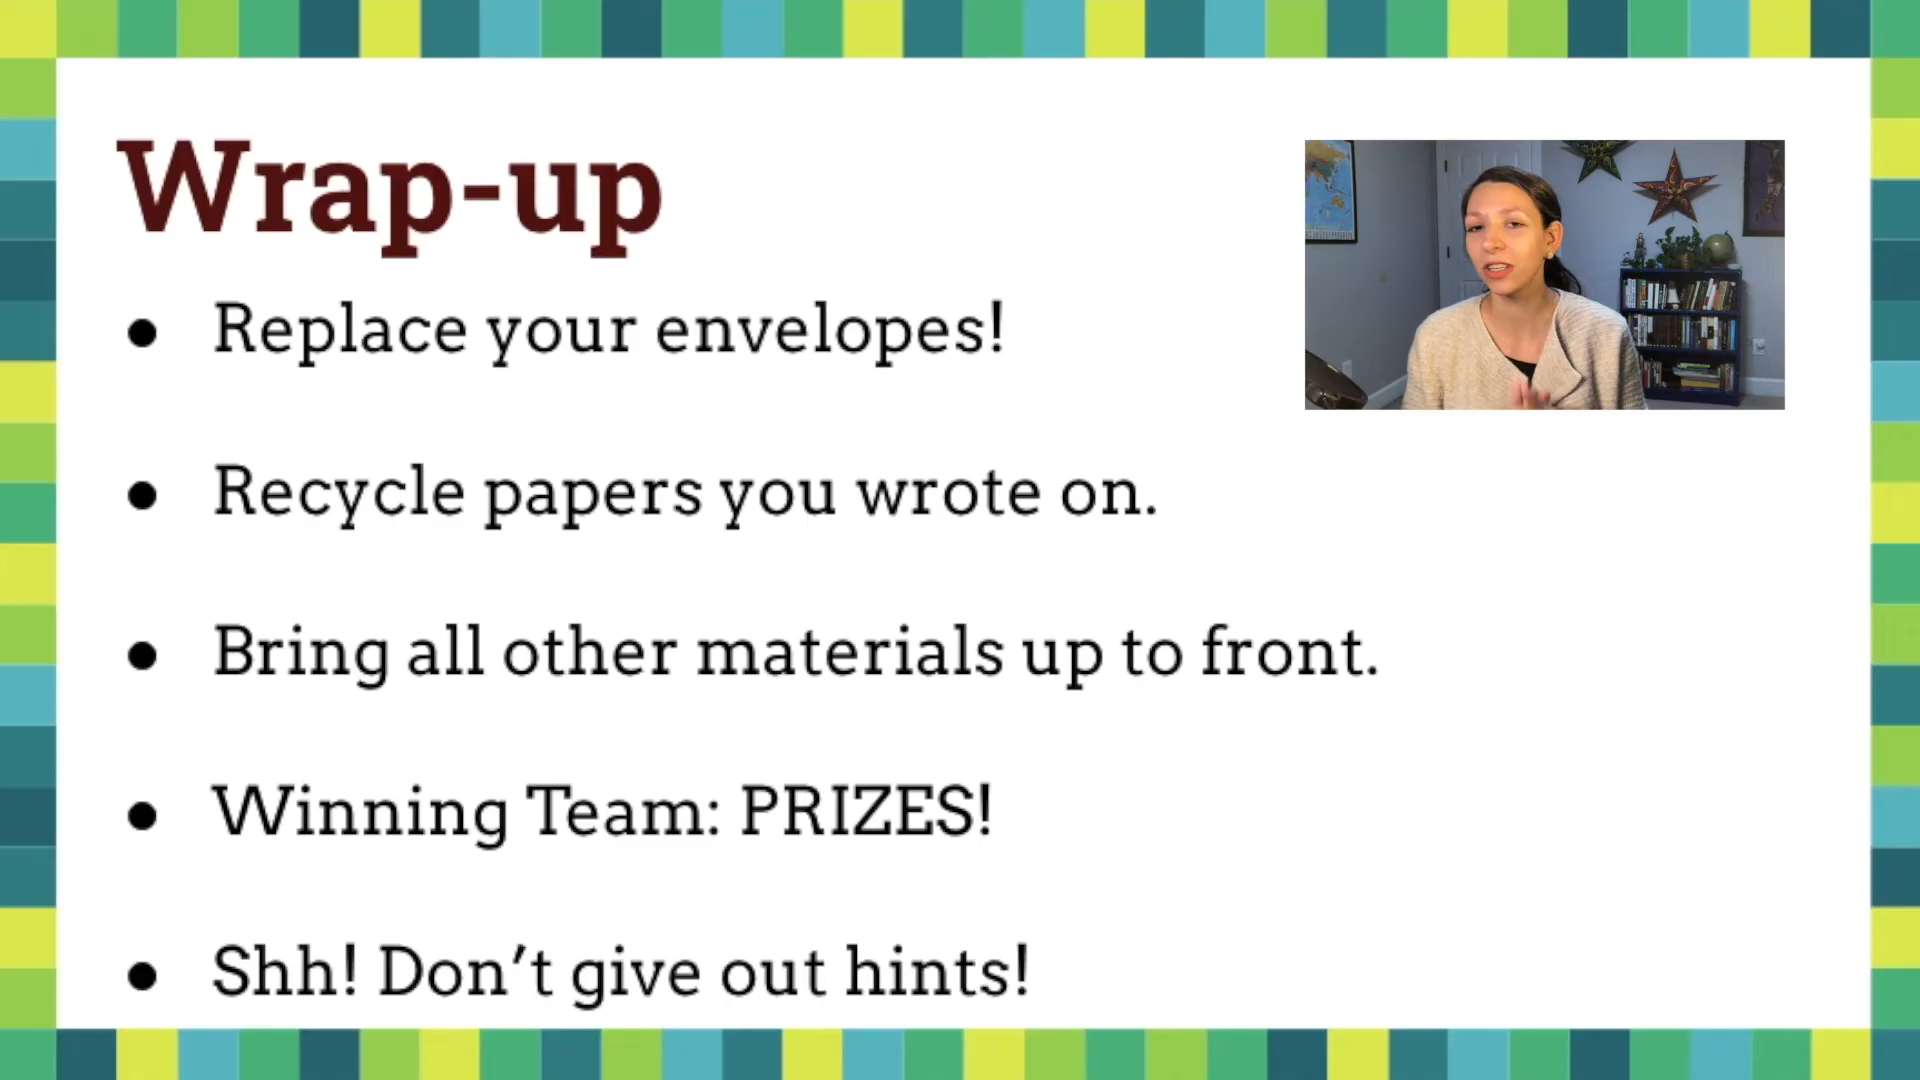 Wrap-up
● Replace your envelopes!
● Recycle papers you wrote on.
● Bring all other materials up to front.
● Winning Team: PRIZES!
● Shh! Don’t give out hints!